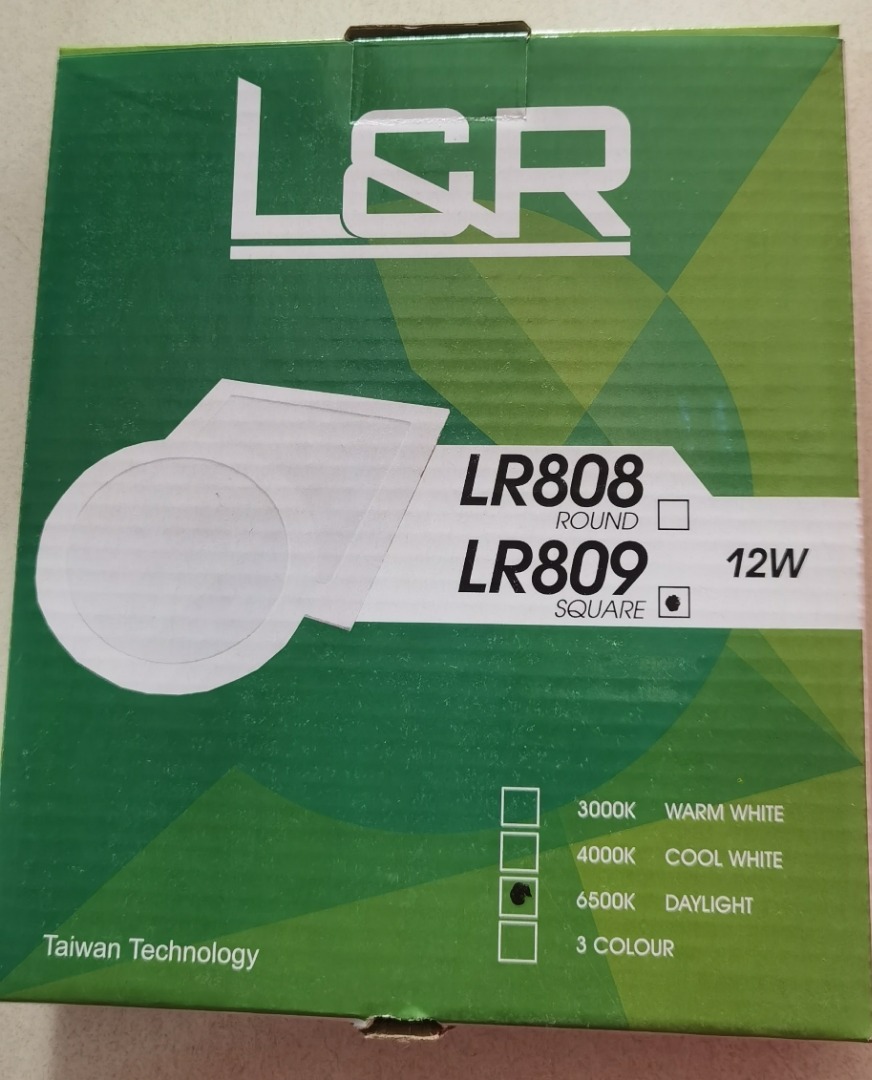 L&R
LR808
ROUND
LR809
SQUARE
12W
3000K WARM WHITE
4000K COOL WHITE
6500K DAYLIGHT
3 COLOUR
Taiwan Technology